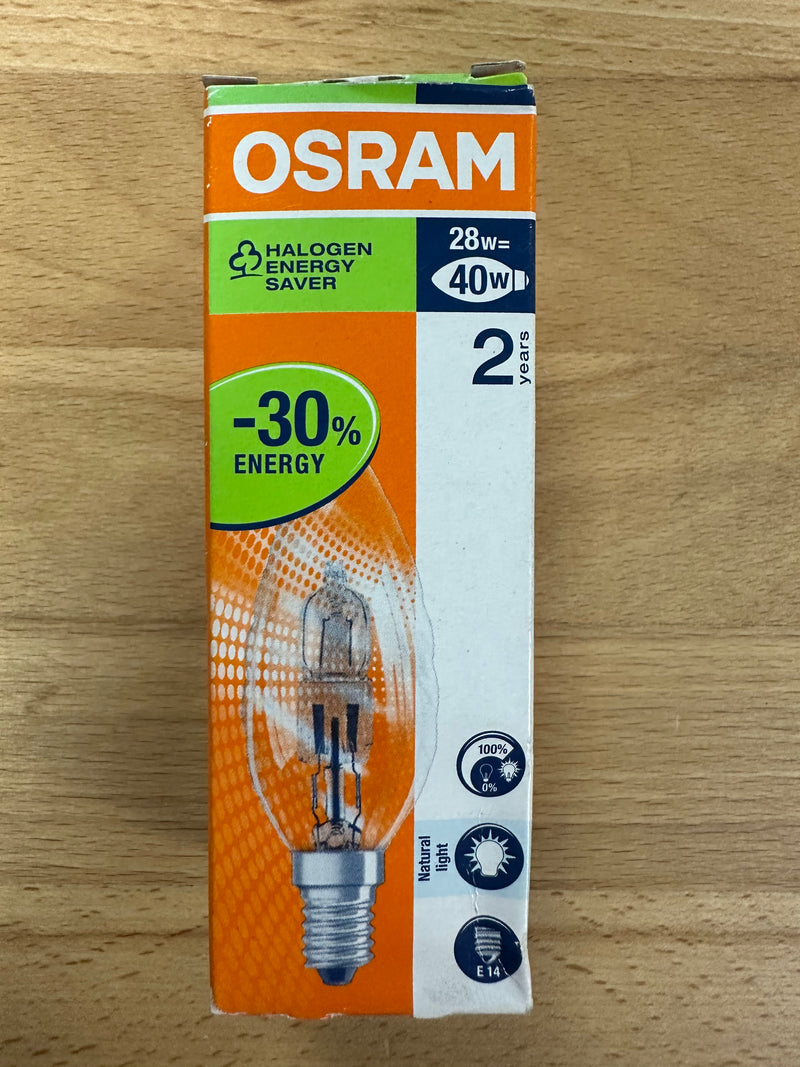 OSRAM
HALOGEN
ENERGY
SAVER
28W=
40W
2 years
-30%
ENERGY
100%
0%
Natural
light
E 14